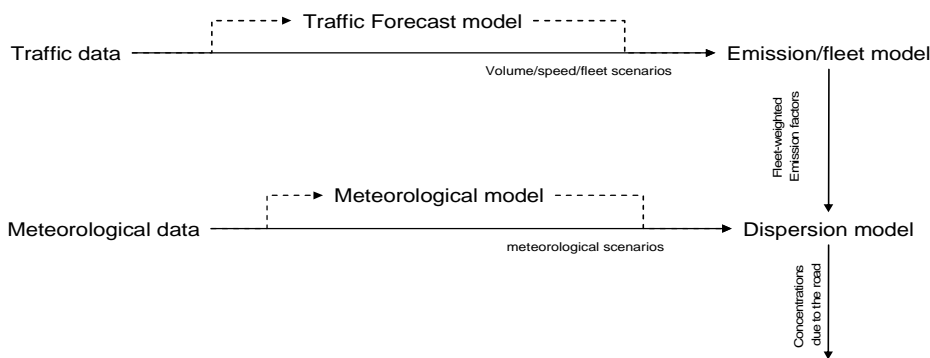 Traffic Forecast model
Traffic data
Emission/fleet model
Volume/speed/fleet scenarios
Fleet-weighted
Emission factors
Meteorological model
Meteorological data
Dispersion model
meteorological scenarios
Concentrations
due to the road